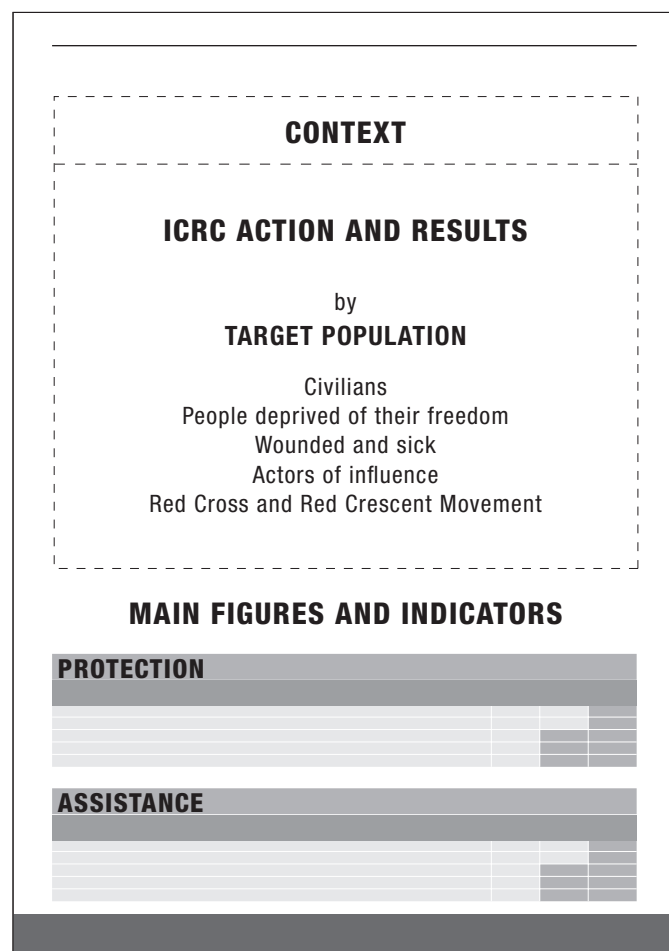 CONTEXT
ICRC ACTION AND RESULTS
by
TARGET POPULATION
Civilians
People deprived of their freedom
Wounded and sick
Actors of influence
Red Cross and Red Crescent Movement
MAIN FIGURES AND INDICATORS
PROTECTION
ASSISTANCE